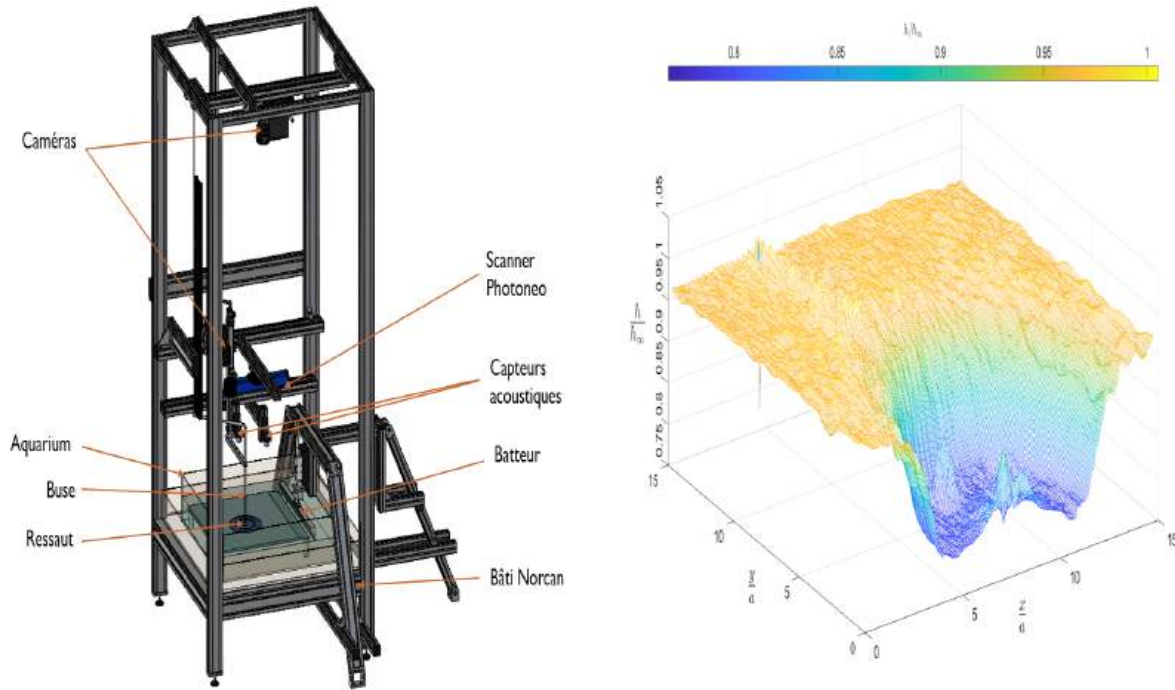 Caméras
Scanner
Photoneo
Capteurs
acoustiques
Aquarium
Batteur
Buse
Ressaut
Bâti Norcan
h/h∞
0.8
0.85
0.9
0.95
1
1.05
1
0.95
0.9
0.85
0.8
0.75
h
h∞
15
10
5
0
0
5
10
15
a
x
a